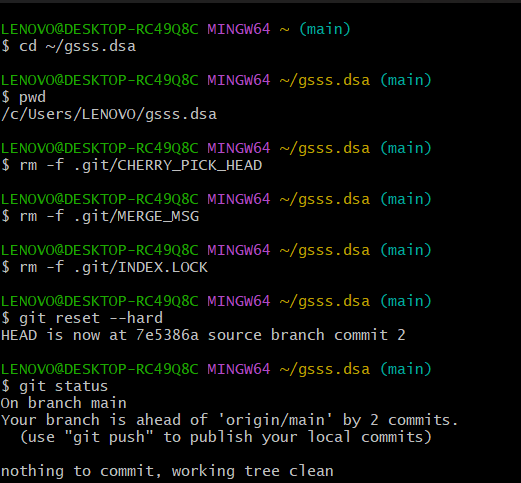 LENOVO@DESKTOP-RC49Q8C MINGW64 ~ (main)
$ cd ~/gsss.dsa
LENOVO@DESKTOP-RC49Q8C MINGW64 ~/gsss.dsa (main)
$ pwd
/c/Users/LENOVO/gsss.dsa
LENOVO@DESKTOP-RC49Q8C MINGW64 ~/gsss.dsa (main)
$ rm -f .git/CHERRY_PICK_HEAD
LENOVO@DESKTOP-RC49Q8C MINGW64 ~/gsss.dsa (main)
$ rm -f .git/MERGE_MSG
LENOVO@DESKTOP-RC49Q8C MINGW64 ~/gsss.dsa (main)
$ rm -f .git/INDEX.LOCK
LENOVO@DESKTOP-RC49Q8C MINGW64 ~/gsss.dsa (main)
$ git reset --hard
HEAD is now at 7e5386a source branch commit 2
LENOVO@DESKTOP-RC49Q8C MINGW64 ~/gsss.dsa (main)
$ git status
On branch main
Your branch is ahead of 'origin/main' by 2 commits.
  (use "git push" to publish your local commits)
nothing to commit, working tree clean